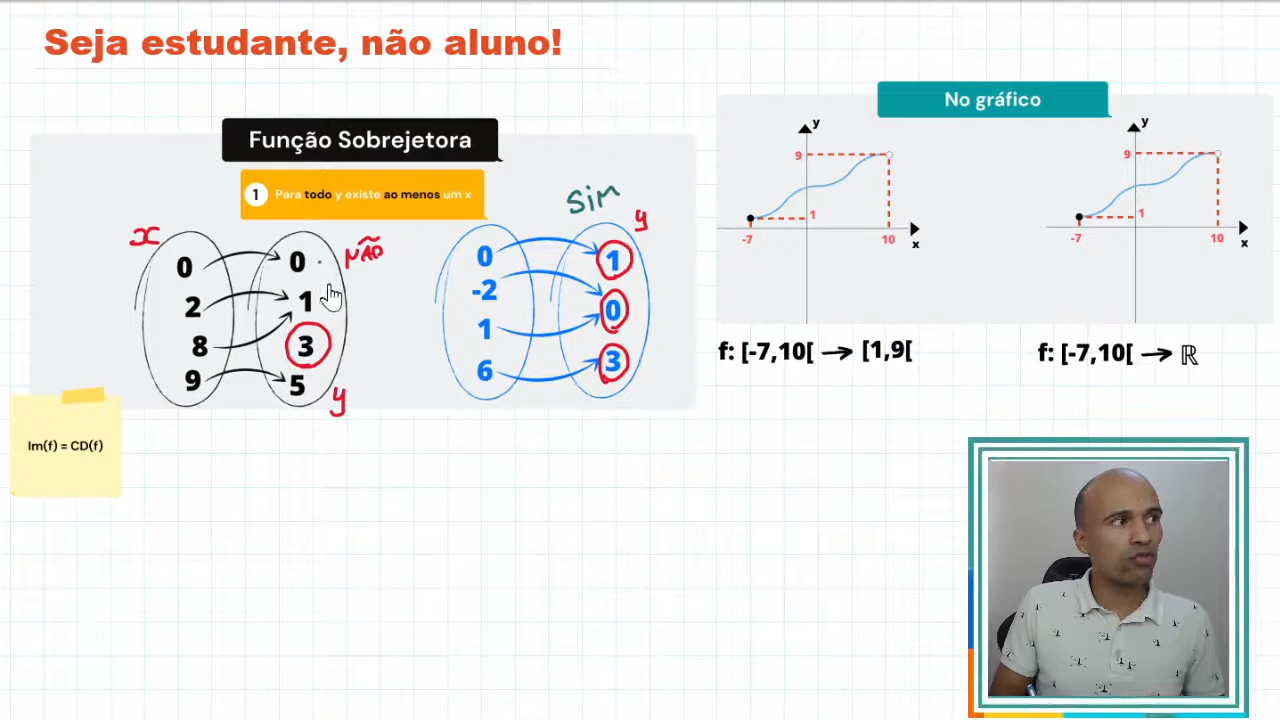 Seja estudante, não aluno!
Função Sobrejetora
1 Para todo y existe ao menos um x
x
NÃO
0 0
2 1
8 3
9 5
y
SIM
y
0 1
-2 0
1
6 3
Im(f) = CD(f)
No gráfico
y
9
1
-7 10 x
f: [-7,10[ → [1,9[
y
9
1
-7 10 x
f: [-7,10[ → ℝ